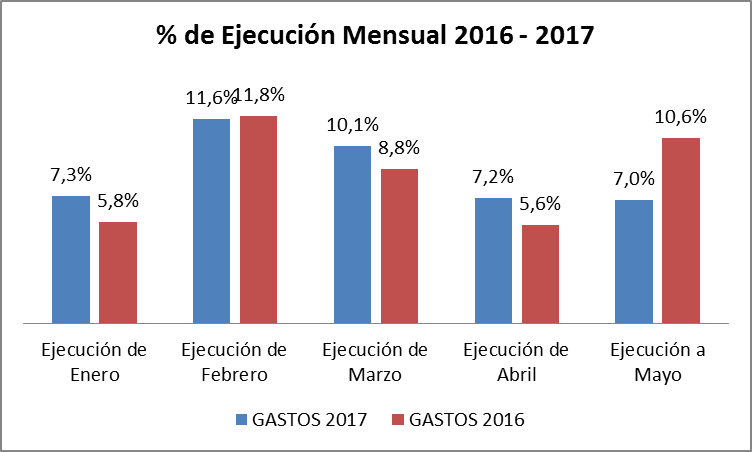 % de Ejecución Mensual 2016 - 2017
7,3%
5,8%
11,6%
11,8%
10,1%
8,8%
7,2%
5,6%
7,0%
10,6%
Ejecución de
Enero
Ejecución de
Febrero
Ejecución de
Marzo
Ejecución de
Abril
Ejecución a
Mayo
GASTOS 2017
GASTOS 2016